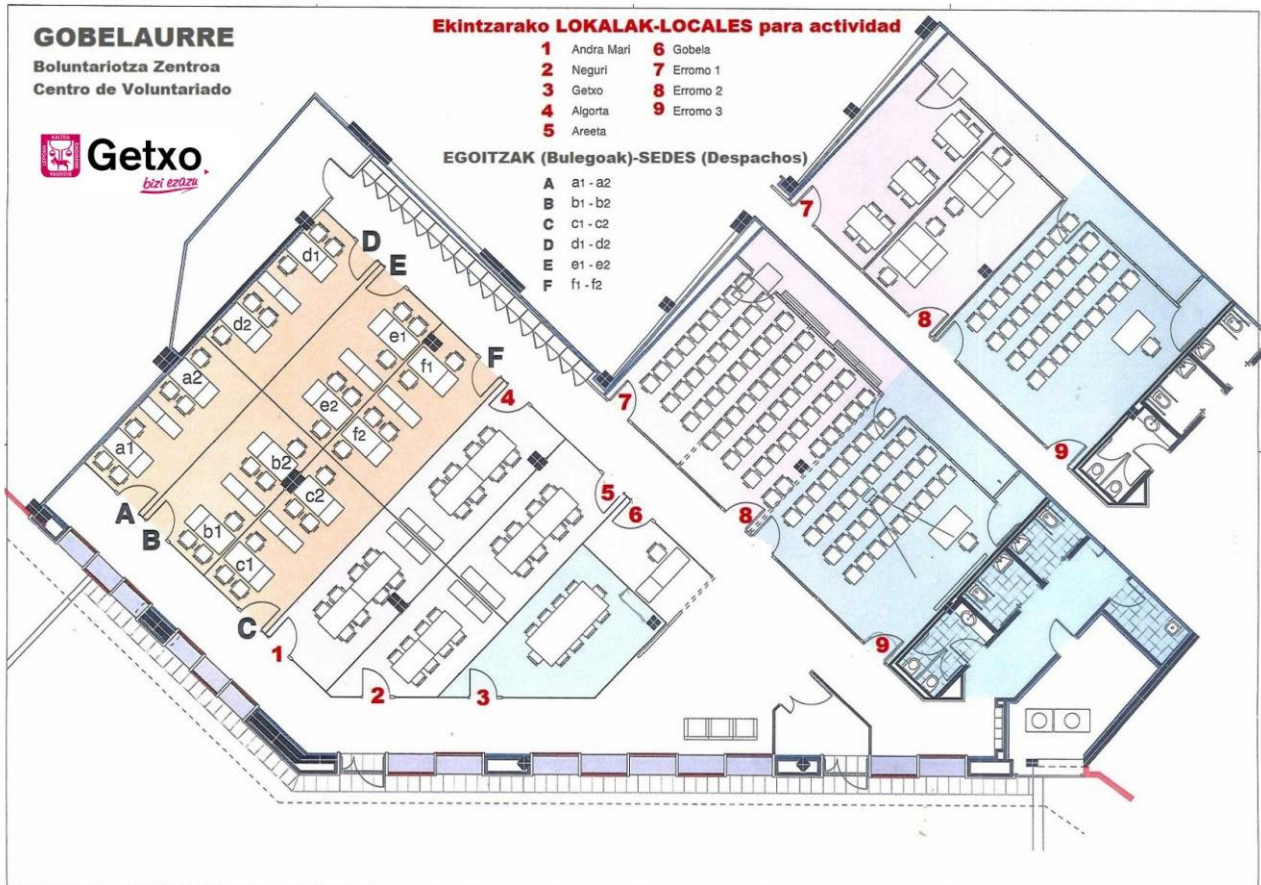 GOBELAURRE
Boluntariotza Zentroa
Centro de Voluntariado
Getxo
bizi ezazu
Ekintzarako LOKALAK-LOCALES para actividad
1 Andra Mari 6 Gobela
2 Neguri 7 Erromo 1
3 Getxo 8 Erromo 2
4 Algorta 9 Erromo 3
5 Areeta
EGOITZAK (Bulegoak)-SEDES (Despachos)
A a1 - a2
B b1 - b2
C c1 - c2
D d1 - d2
E e1 - e2
F f1 - f2
7
8
9
D
E
F
d1
d2
a2
a1
e1
f1
e2
f2
b2
c2
b1
c1
A
B
C
4
5
6
7
8
9
1
2
3